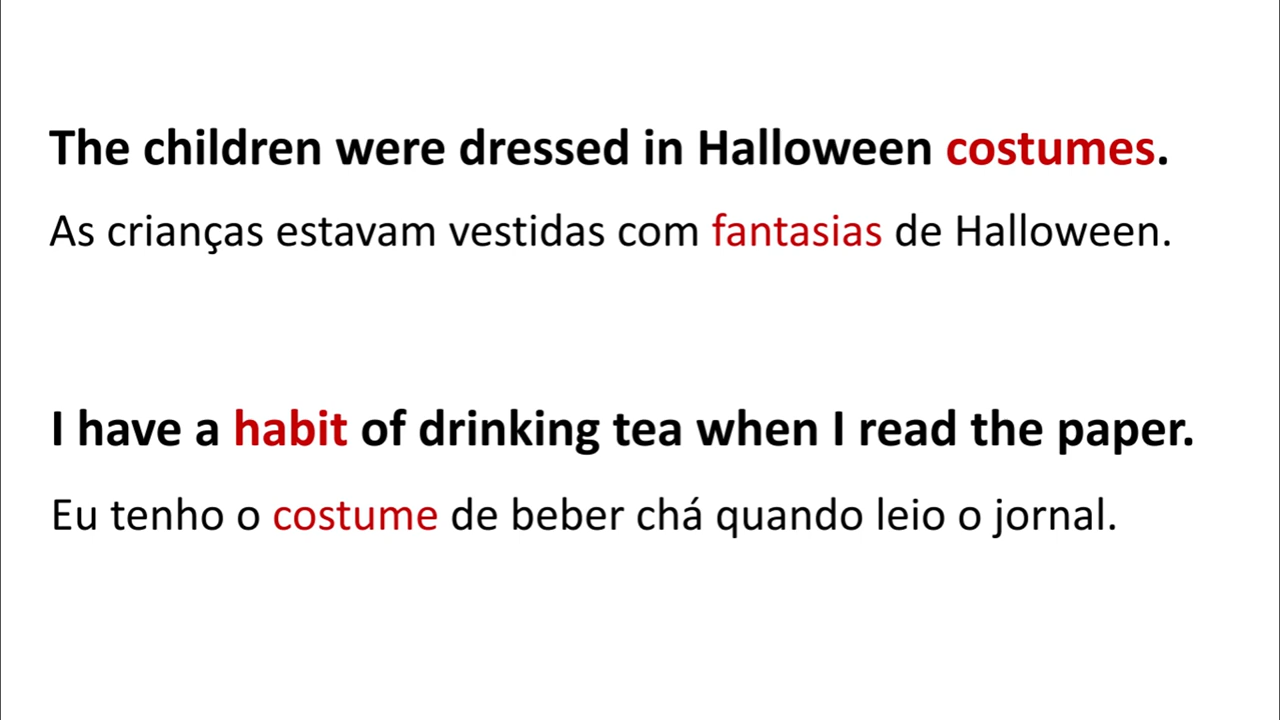 The children were dressed in Halloween costumes.
As crianças estavam vestidas com fantasias de Halloween.
I have a habit of drinking tea when I read the paper.
Eu tenho o costume de beber chá quando leio o jornal.